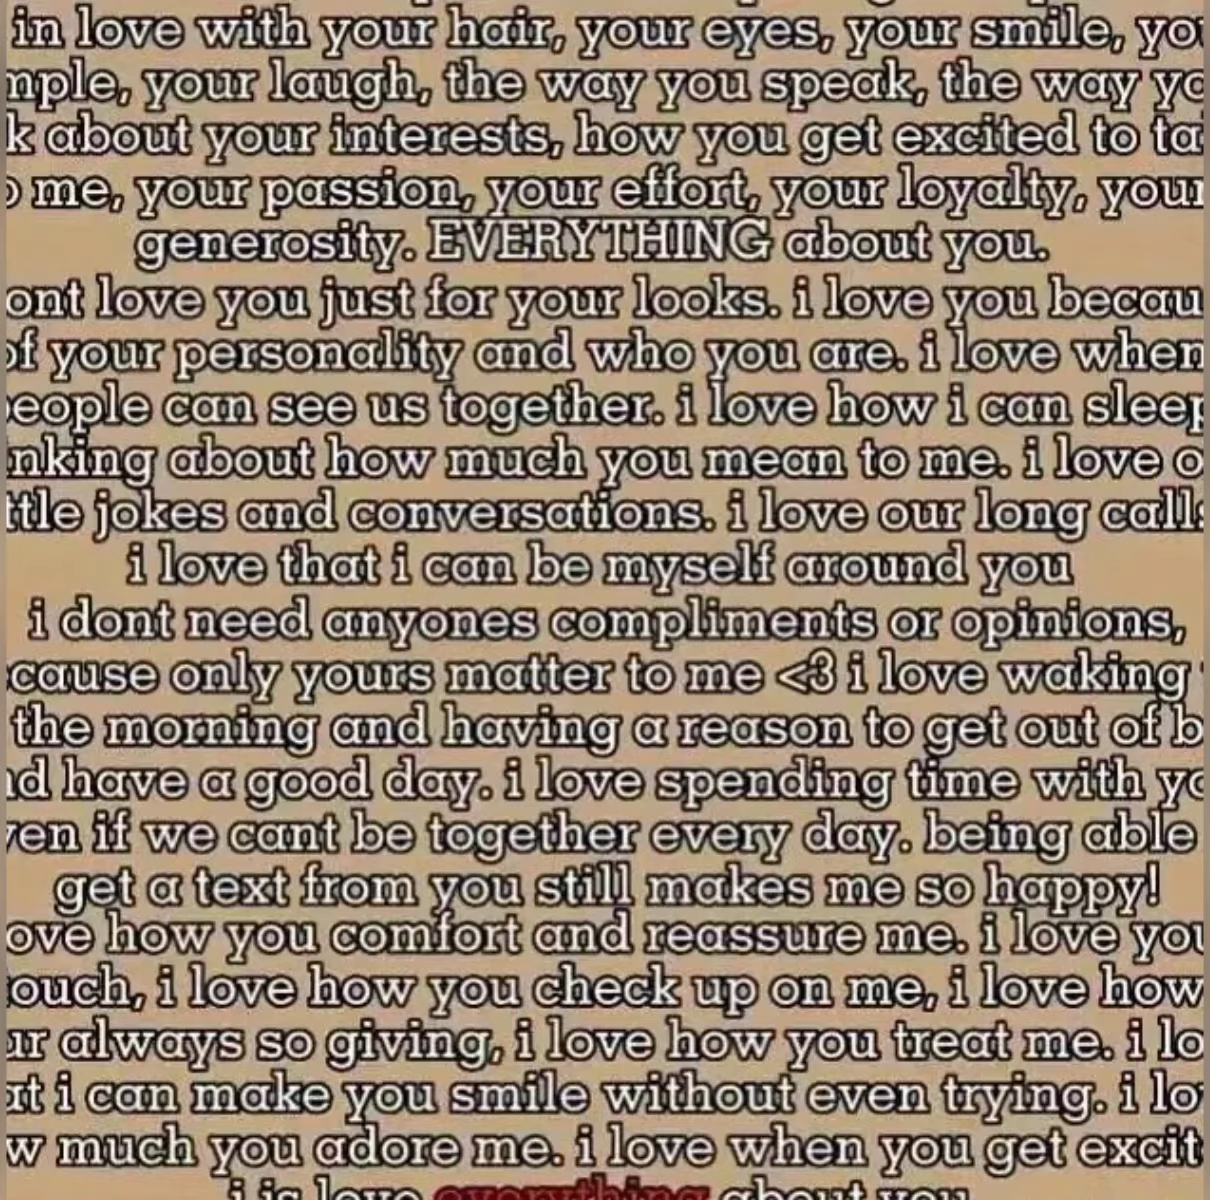 in love with your hair, your eyes, your smile, you
mple, your laugh, the way you speak, the way yo
k about your interests, how you get excited to ta
o me, your passion, your effort, your loyalty, your
generosity. EVERYTHING about you.
ont love you just for your looks. i love you becau
of your personality and who you are. i love when
people can see us together. i love how i can sleep
nking about how much you mean to me. i love o
ttle jokes and conversations. i love our long calls
i love that i can be myself around you
i dont need anyones compliments or opinions,
cause only yours matter to me <3 i love waking
the morning and having a reason to get out of b
nd have a good day. i love spending time with yo
ven if we cant be together every day. being able
get a text from you still makes me so happy!
ove how you comfort and reassure me. i love you
touch, i love how you check up on me, i love how
ur always so giving, i love how you treat me. i lo
at i can make you smile without even trying. i lo
w much you adore me. i love when you get excit
i is love everything about you